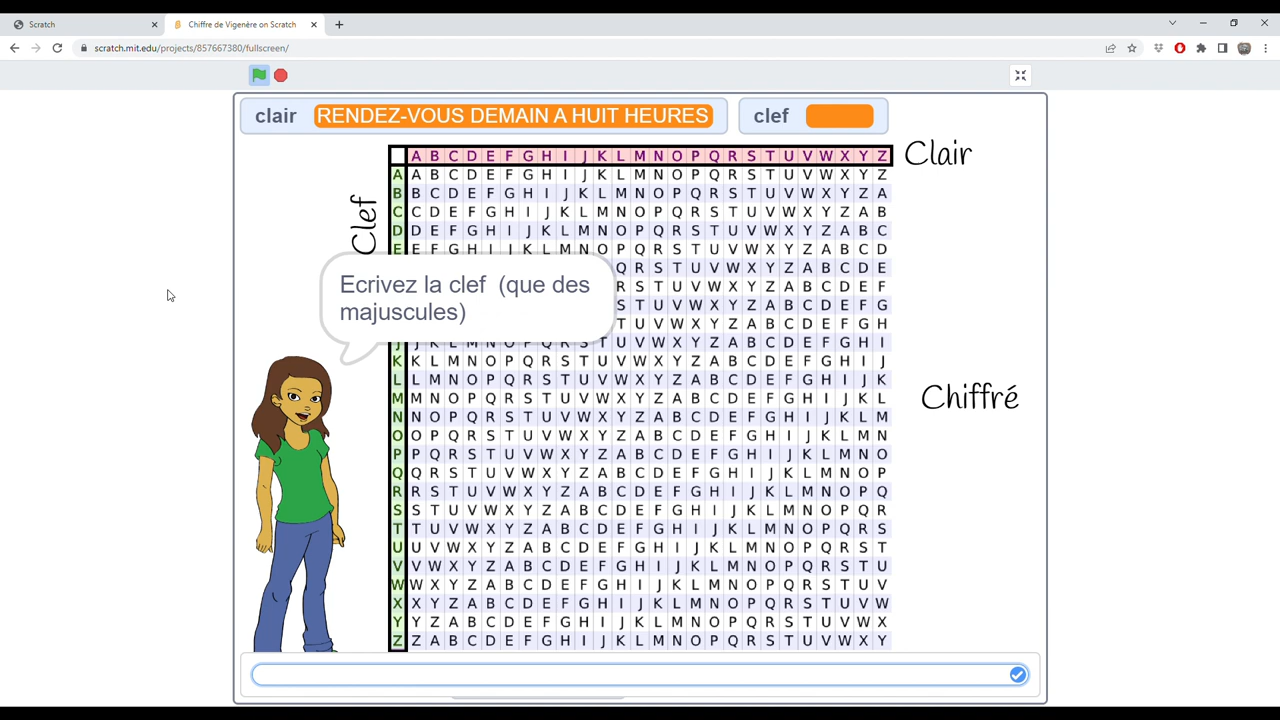 Scratch
Chiffre de Vigenère on Scratch
scratch.mit.edu/projects/857667380/fullscreen/
clair RENDEZ-VOUS DEMAIN A HUIT HEURES
clef
Clair
Clef
A B C D E F G H I J K L M N O P Q R S T U V W X Y Z
A A B C D E F G H I J K L M N O P Q R S T U V W X Y Z
B B C D E F G H I J K L M N O P Q R S T U V W X Y Z A
C C D E F G H I J K L M N O P Q R S T U V W X Y Z A B
D D E F G H I J K L M N O P Q R S T U V W X Y Z A B C
E E F G H I J K L M N O P Q R S T U V W X Y Z A B C D
Q R S T U V W X Y Z A B C D E
R S T U V W X Y Z A B C D E F
S T U V W X Y Z A B C D E F G
T U V W X Y Z A B C D E F G H
J J K L M N O P Q R S T U V W X Y Z A B C D E F G H I
K K L M N O P Q R S T U V W X Y Z A B C D E F G H I J
L L M N O P Q R S T U V W X Y Z A B C D E F G H I J K
M M N O P Q R S T U V W X Y Z A B C D E F G H I J K L
N N O P Q R S T U V W X Y Z A B C D E F G H I J K L M
O O P Q R S T U V W X Y Z A B C D E F G H I J K L M N
P P Q R S T U V W X Y Z A B C D E F G H I J K L M N O
Q Q R S T U V W X Y Z A B C D E F G H I J K L M N O P
R R S T U V W X Y Z A B C D E F G H I J K L M N O P Q
S S T U V W X Y Z A B C D E F G H I J K L M N O P Q R
T T U V W X Y Z A B C D E F G H I J K L M N O P Q R S
U U V W X Y Z A B C D E F G H I J K L M N O P Q R S T
V V W X Y Z A B C D E F G H I J K L M N O P Q R S T U
W W X Y Z A B C D E F G H I J K L M N O P Q R S T U V
X X Y Z A B C D E F G H I J K L M N O P Q R S T U V W
Y Y Z A B C D E F G H I J K L M N O P Q R S T U V W X
Z Z A B C D E F G H I J K L M N O P Q R S T U V W X Y
Ecrivez la clef (que des
majuscules)
Chiffré